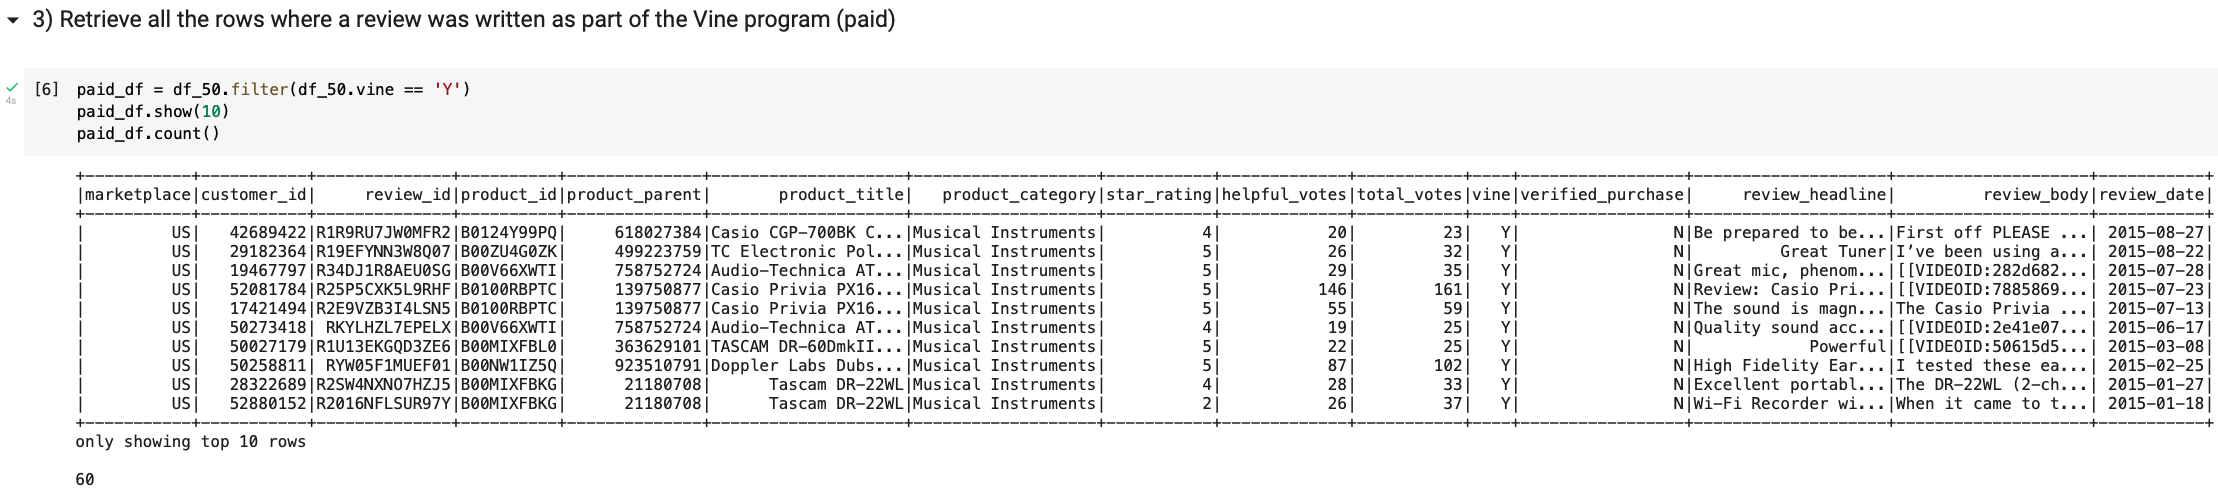 3) Retrieve all the rows where a review was written as part of the Vine program (paid)
4s
[6] paid_df = df_50.filter(df_50.vine == 'Y')
paid_df.show(10)
paid_df.count()
+-----------+-----------+--------------+----------+--------------+--------------------+-------------------+-----------+-------------+-----------+----+-----------------+--------------------+--------------------+-----------+
|marketplace|customer_id|     review_id|product_id|product_parent|       product_title|   product_category|star_rating|helpful_votes|total_votes|vine|verified_purchase|     review_headline|         review_body|review_date|
+-----------+-----------+--------------+----------+--------------+--------------------+-------------------+-----------+-------------+-----------+----+-----------------+--------------------+--------------------+-----------+
|         US|   42689422|R1R9RU7JW0MFR2|B0124Y99PQ|     618027384|Casio CGP-700BK C...|Musical Instruments|          4|           20|         23|   Y|                N|Be prepared to be...|First off PLEASE ...| 2015-08-27|
|         US|   29182364|R19EFYNN3W8Q07|B00ZU4G0ZK|     499223759|TC Electronic Pol...|Musical Instruments|          5|           26|         32|   Y|                N|         Great Tuner|I’ve been using a...| 2015-08-22|
|         US|   19467797|R34DJ1R8AEU0SG|B00V66XWTI|     758752724|Audio-Technica AT...|Musical Instruments|          5|           29|         35|   Y|                N|Great mic, phenom...|[[VIDEOID:282d682...| 2015-07-28|
|         US|   52081784|R25P5CXK5L9RHF|B0100RBPTC|     139750877|Casio Privia PX16...|Musical Instruments|          5|          146|        161|   Y|                N|Review: Casio Pri...|[[VIDEOID:7885869...| 2015-07-23|
|         US|   17421494|R2E9VZB3I4LSN5|B0100RBPTC|     139750877|Casio Privia PX16...|Musical Instruments|          5|           55|         59|   Y|                N|The sound is magn...|The Casio Privia ...| 2015-07-13|
|         US|   50273418| RKYLHZL7EPELX|B00V66XWTI|     758752724|Audio-Technica AT...|Musical Instruments|          4|           19|         25|   Y|                N|Quality sound acc...|[[VIDEOID:2e41e07...| 2015-06-17|
|         US|   50027179|R1U13EKGQD3ZE6|B00MIXFBL0|     363629101|TASCAM DR-60DmkII...|Musical Instruments|          5|           22|         25|   Y|                N|            Powerful|[[VIDEOID:50615d5...| 2015-03-08|
|         US|   50258811| RYW05F1MUEF01|B00NW1IZ5Q|     923510791|Doppler Labs Dubs...|Musical Instruments|          5|           87|        102|   Y|                N|High Fidelity Ear...|I tested these ea...| 2015-02-25|
|         US|   28322689|R2SW4NXNO7HZJ5|B00MIXFBKG|      21180708|      Tascam DR-22WL|Musical Instruments|          4|           28|         33|   Y|                N|Excellent portabl...|The DR-22WL (2-ch...| 2015-01-27|
|         US|   52880152|R2016NFLSUR97Y|B00MIXFBKG|      21180708|      Tascam DR-22WL|Musical Instruments|          2|           26|         37|   Y|                N|Wi-Fi Recorder wi...|When it came to t...| 2015-01-18|
+-----------+-----------+--------------+----------+--------------+--------------------+-------------------+-----------+-------------+-----------+----+-----------------+--------------------+--------------------+-----------+
only showing top 10 rows
60